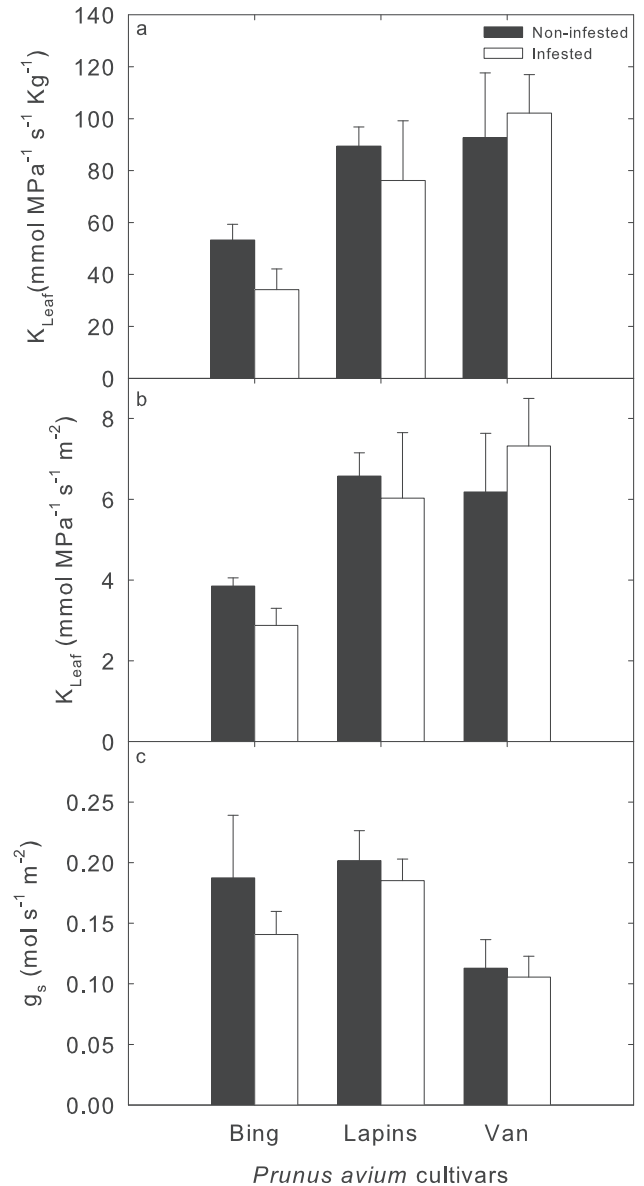 a
Non-infested
Infested
K_Leaf(mmol MPa⁻¹ s⁻¹ Kg⁻¹)
140
120
100
80
60
40
20
0
b
K_Leaf (mmol MPa⁻¹ s⁻¹ m⁻²)
8
6
4
2
0
c
g_s (mol s⁻¹ m⁻²)
0.25
0.20
0.15
0.10
0.05
0.00
Bing Lapins Van
Prunus avium cultivars